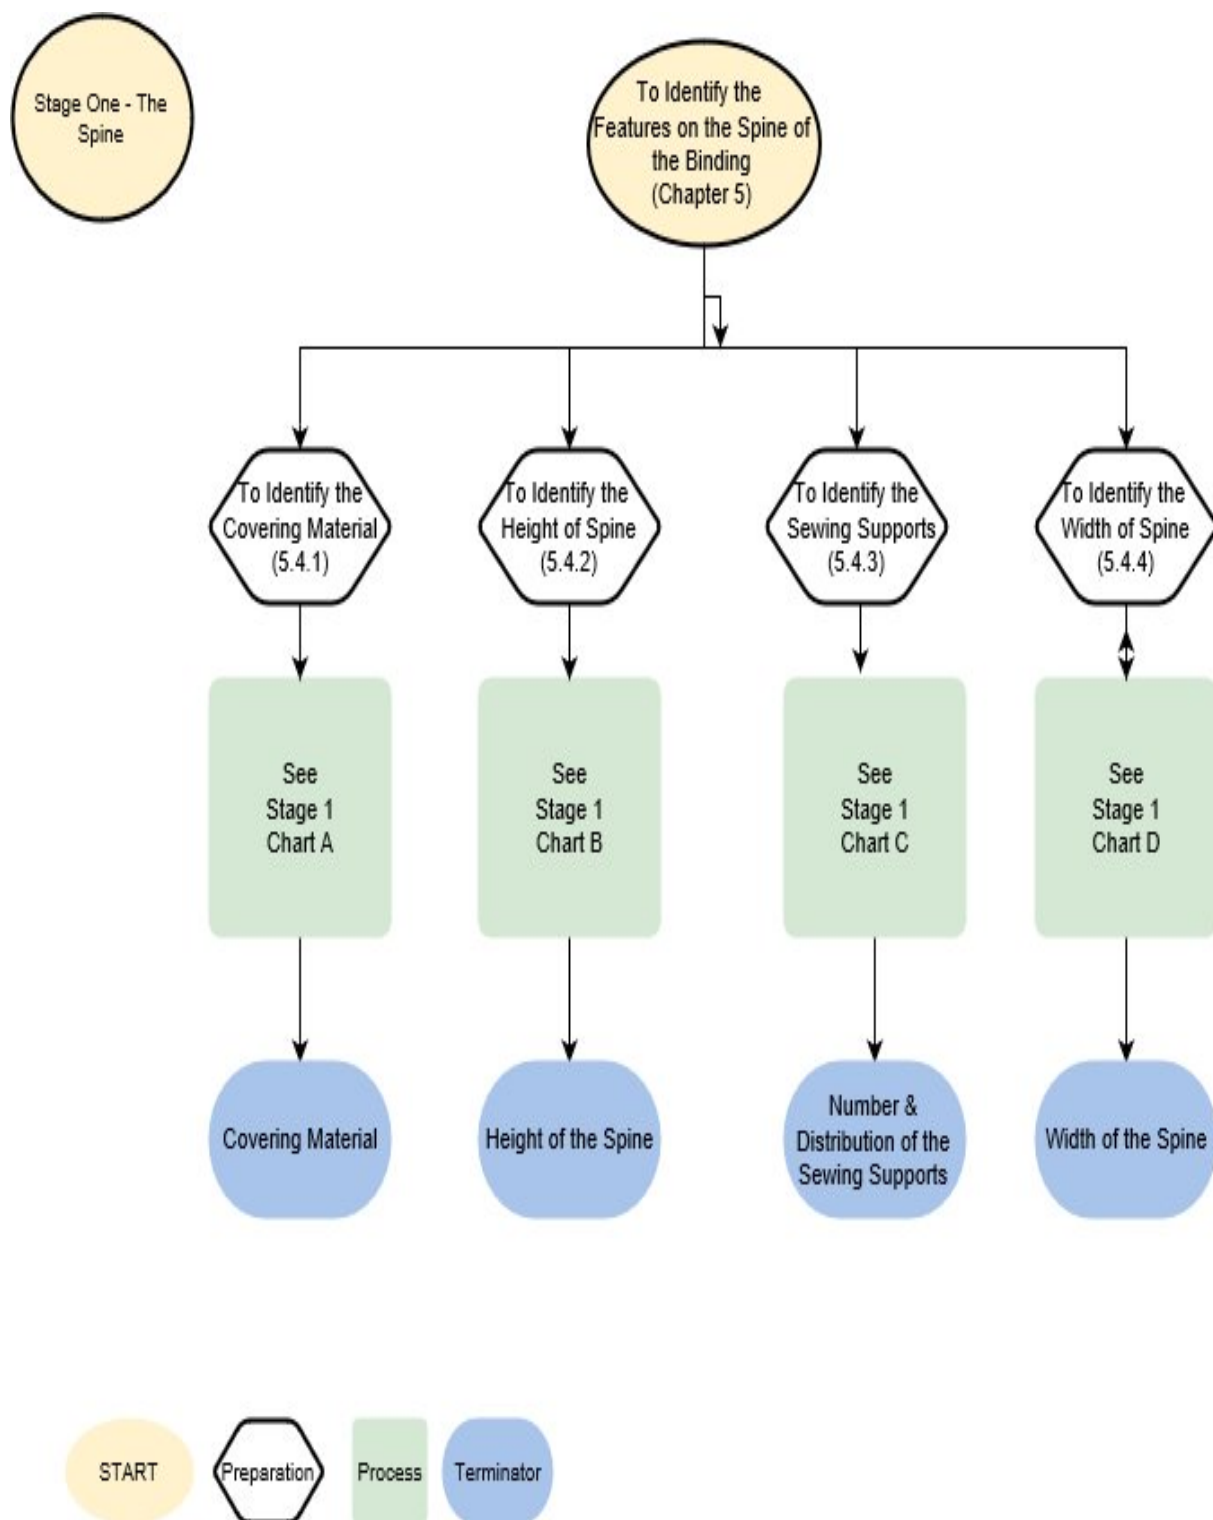 Stage One - The
Spine
To Identify the
Features on the Spine of
the Binding
(Chapter 5)
To Identify the
Covering Material
(5.4.1)
To Identify the
Height of Spine
(5.4.2)
To Identify the
Sewing Supports
(5.4.3)
To Identify the
Width of Spine
(5.4.4)
See
Stage 1
Chart A
See
Stage 1
Chart B
See
Stage 1
Chart C
See
Stage 1
Chart D
Covering Material
Height of the Spine
Number &
Distribution of the
Sewing Supports
Width of the Spine
START
Preparation
Process
Terminator